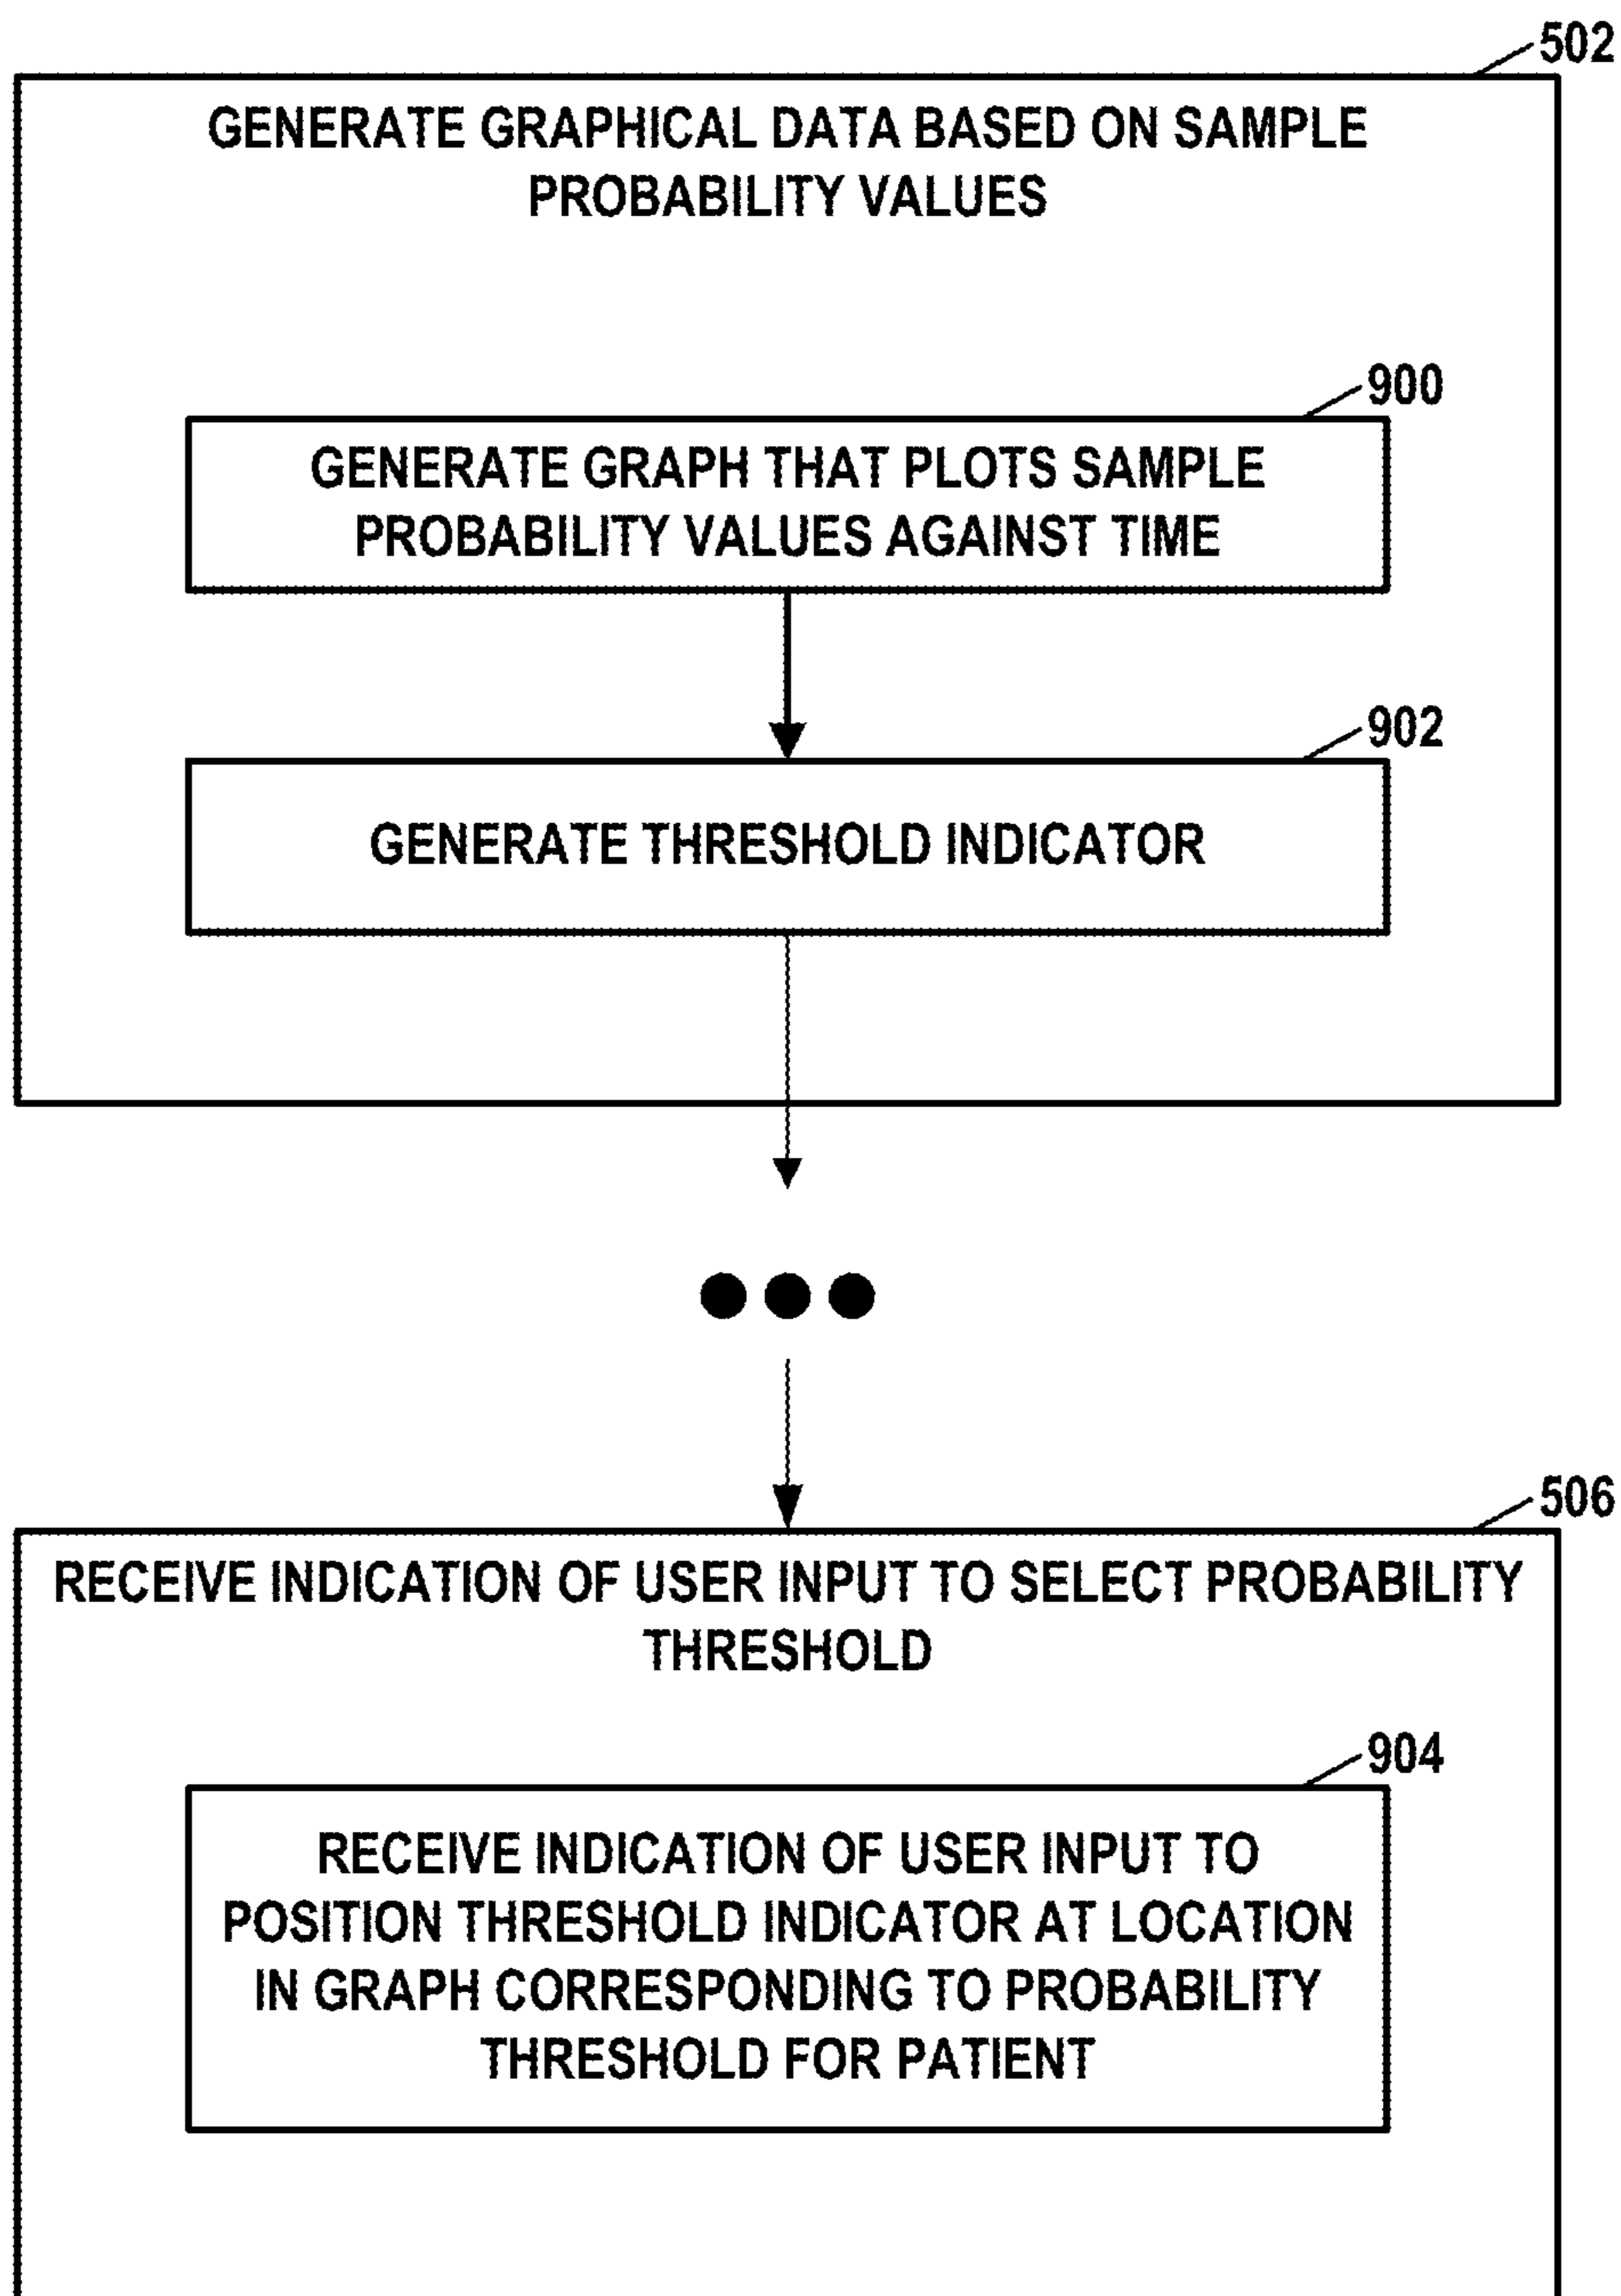 502
GENERATE GRAPHICAL DATA BASED ON SAMPLE
PROBABILITY VALUES
900
GENERATE GRAPH THAT PLOTS SAMPLE
PROBABILITY VALUES AGAINST TIME
902
GENERATE THRESHOLD INDICATOR
506
RECEIVE INDICATION OF USER INPUT TO SELECT PROBABILITY
THRESHOLD
904
RECEIVE INDICATION OF USER INPUT TO
POSITION THRESHOLD INDICATOR AT LOCATION
IN GRAPH CORRESPONDING TO PROBABILITY
THRESHOLD FOR PATIENT